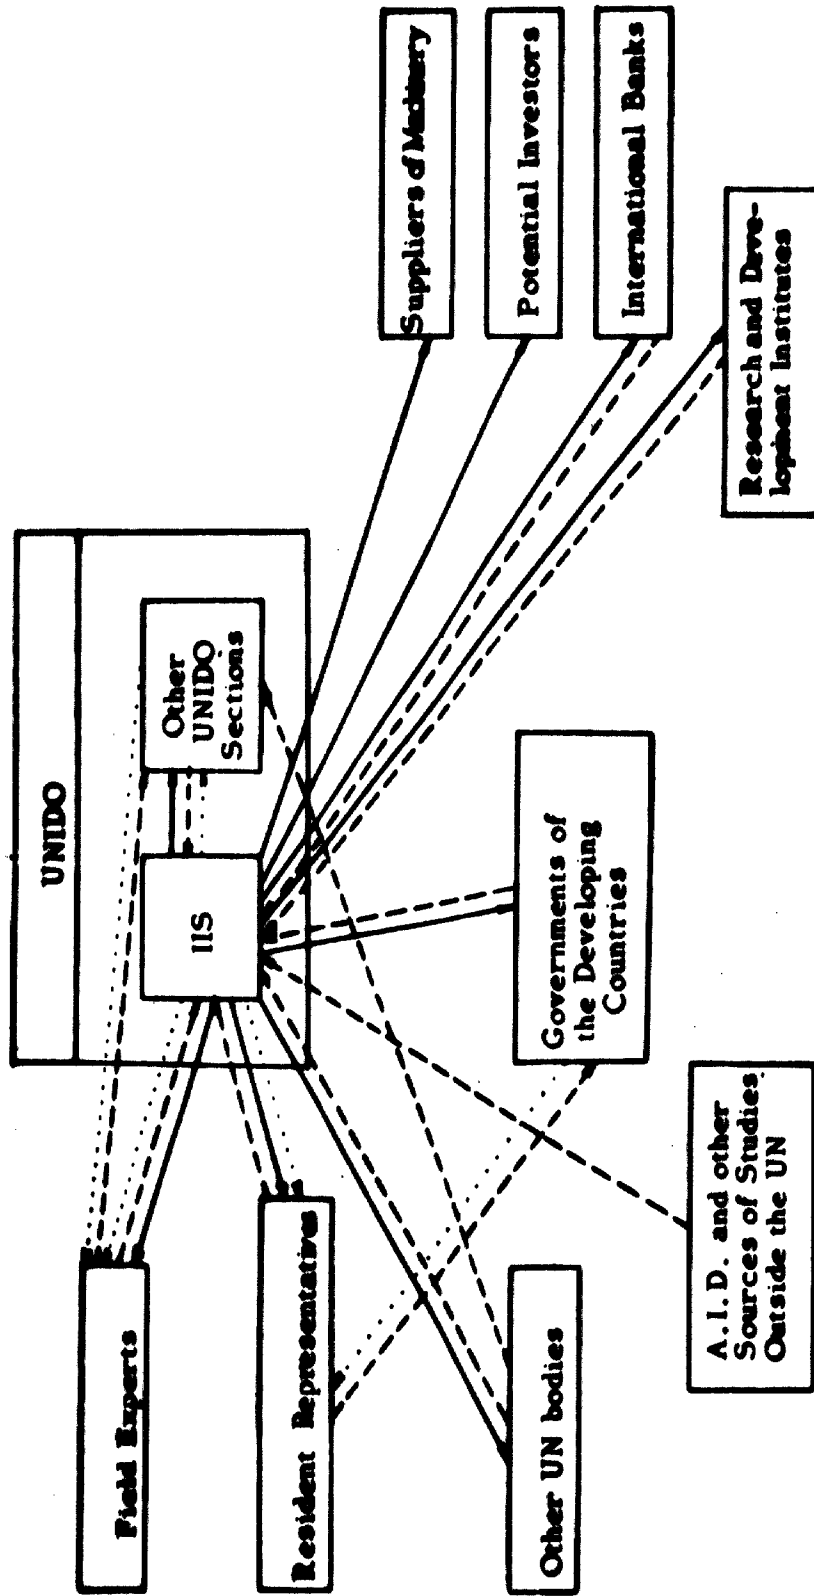 UNIDO
IIS
Other
UNIDO
Sections
Field Experts
Resident Representatives
Other UN bodies
A.I.D. and other
Sources of Studies
Outside the UN
Governments of
the Developing
Countries
Suppliers of Machinery
Potential Investors
International Banks
Research and Deve-
lopment Institutes